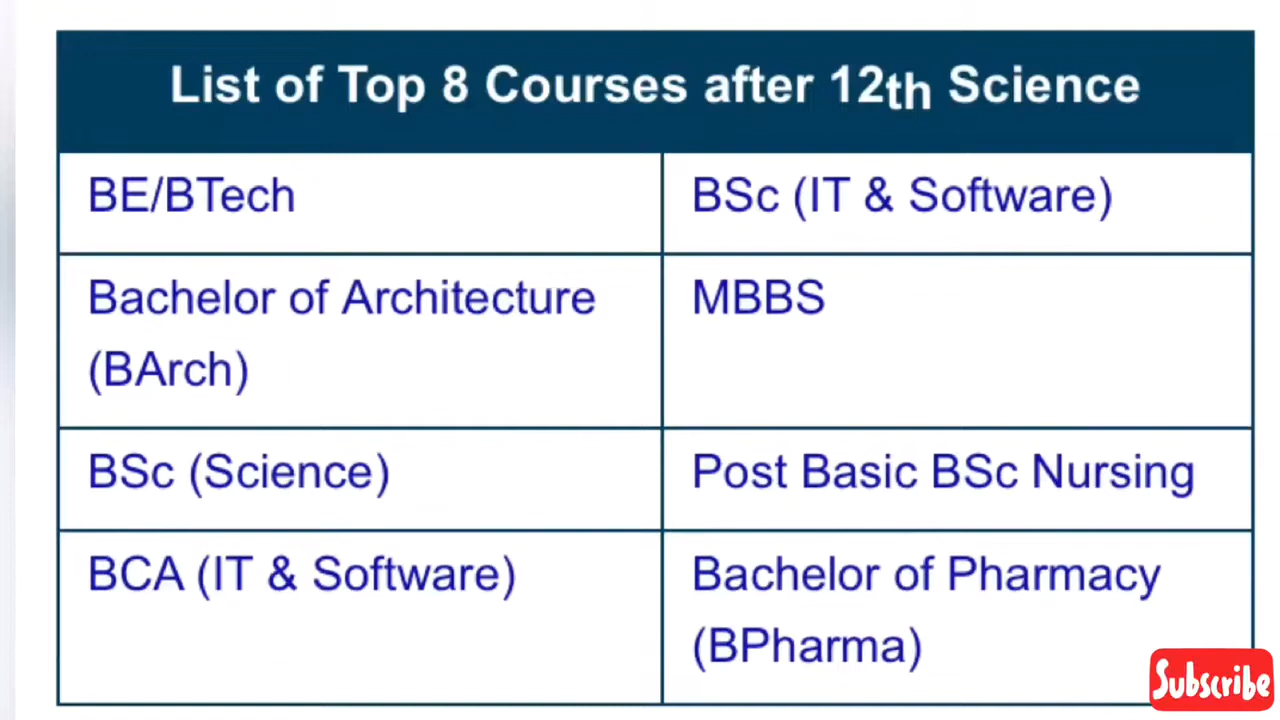 List of Top 8 Courses after 12th Science
BE/BTech
BSc (IT & Software)
Bachelor of Architecture
(BArch)
MBBS
BSc (Science)
Post Basic BSc Nursing
BCA (IT & Software)
Bachelor of Pharmacy
(BPharma)
Subscribe